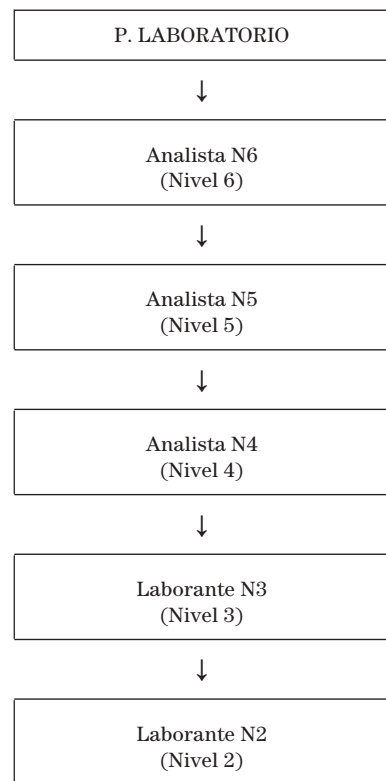 P. LABORATORIO
↓
Analista N6
(Nivel 6)
↓
Analista N5
(Nivel 5)
↓
Analista N4
(Nivel 4)
↓
Laborante N3
(Nivel 3)
↓
Laborante N2
(Nivel 2)